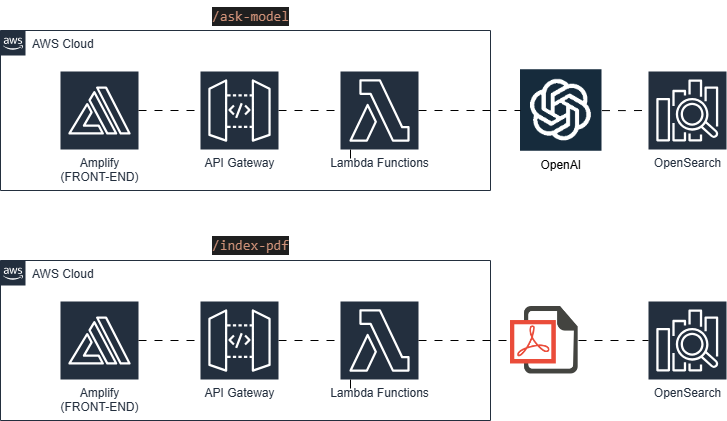 /ask-model
aws
AWS Cloud
Amplify
(FRONT-END)
API Gateway
Lambda Functions
OpenAI
OpenSearch
/index-pdf
aws
AWS Cloud
Amplify
(FRONT-END)
API Gateway
Lambda Functions
OpenSearch